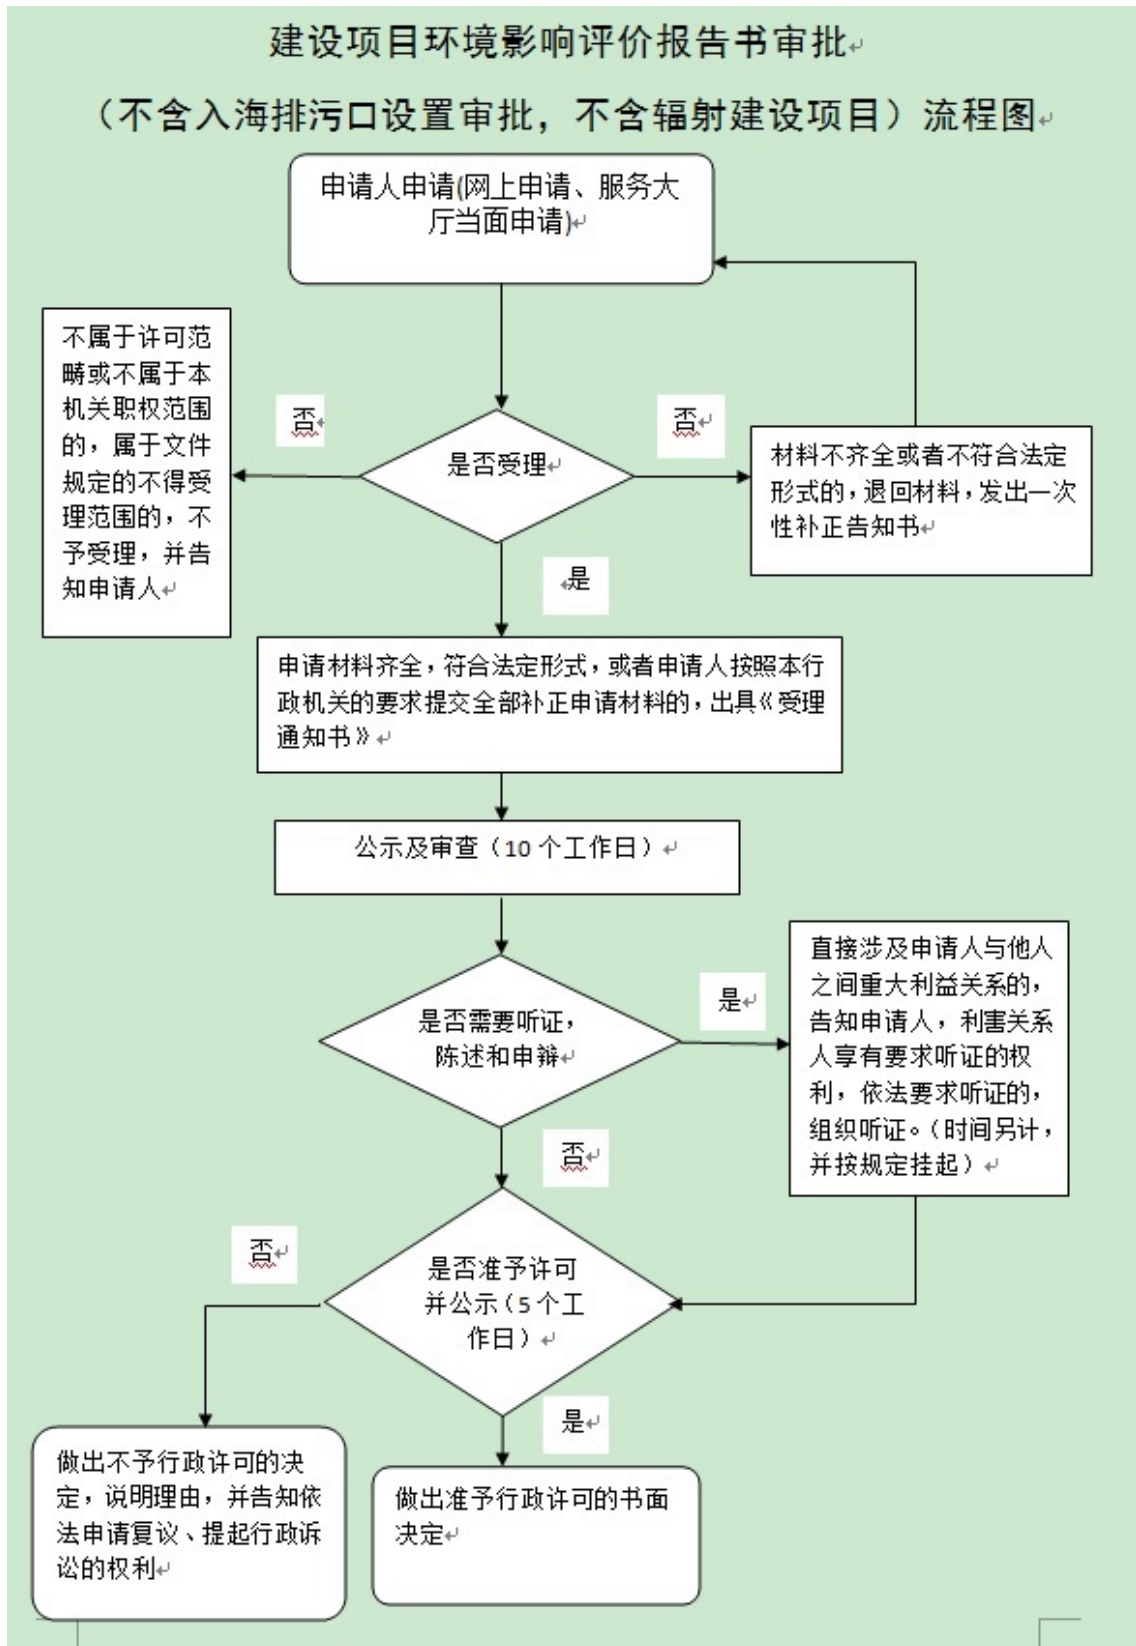 建设项目环境影响评价报告书审批
（不含入海排污口设置审批，不含辐射建设项目）流程图
申请人申请(网上申请、服务大
厅当面申请)
不属于许可范
畴或不属于本
机关职权范围
的，属于文件
规定的不得受
理范围的，不
予受理，并告
知申请人
否
是否受理
否
材料不齐全或者不符合法定
形式的，退回材料，发出一次
性补正告知书
是
申请材料齐全，符合法定形式，或者申请人按照本行
政机关的要求提交全部补正申请材料的，出具《受理
通知书》
公示及审查（10 个工作日）
是否需要听证，
陈述和申辩
是
直接涉及申请人与他人
之间重大利益关系的，
告知申请人，利害关系
人享有要求听证的权
利，依法要求听证的，
组织听证。（时间另计，
并按规定挂起）
否
否
是否准予许可
并公示（5 个工
作日）
是
做出不予行政许可的决
定，说明理由，并告知依
法申请复议、提起行政诉
讼的权利
做出准予行政许可的书面
决定